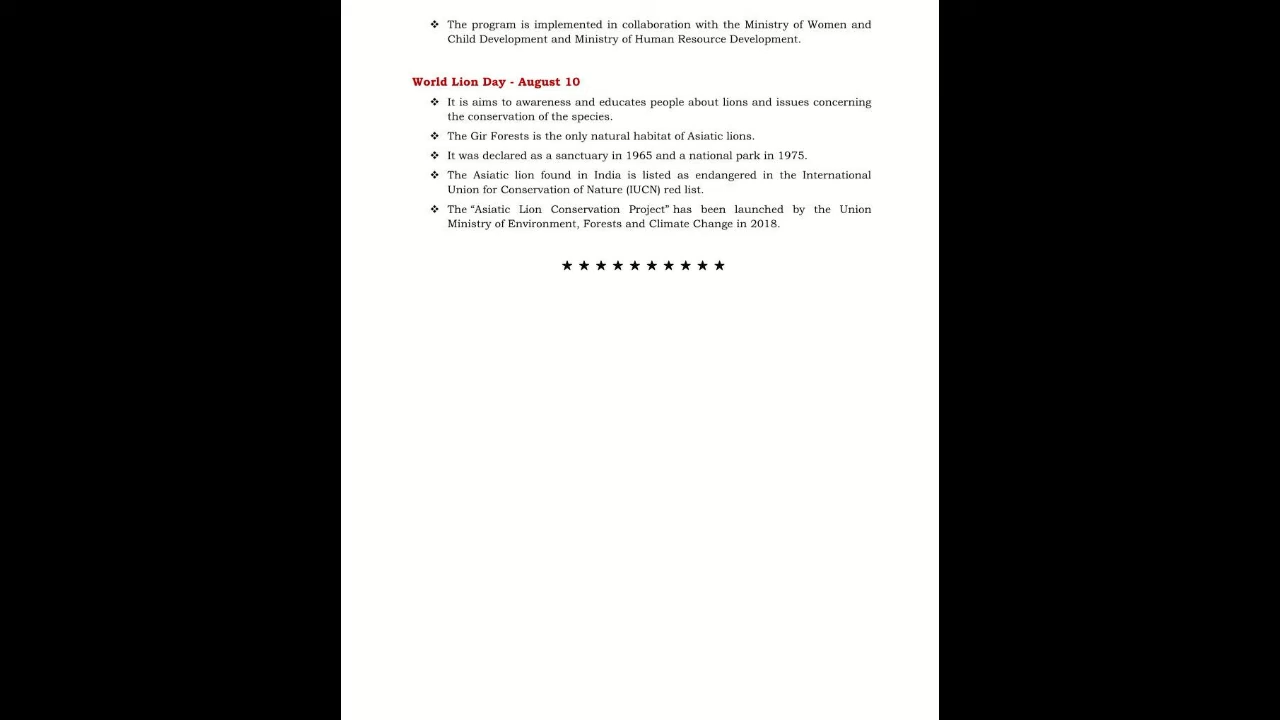 ❖ The program is implemented in collaboration with the Ministry of Women and
Child Development and Ministry of Human Resource Development.
World Lion Day - August 10
❖ It is aims to awareness and educates people about lions and issues concerning
the conservation of the species.
❖ The Gir Forests is the only natural habitat of Asiatic lions.
❖ It was declared as a sanctuary in 1965 and a national park in 1975.
❖ The Asiatic lion found in India is listed as endangered in the International
Union for Conservation of Nature (IUCN) red list.
❖ The “Asiatic Lion Conservation Project” has been launched by the Union
Ministry of Environment, Forests and Climate Change in 2018.
★ ★ ★ ★ ★ ★ ★ ★ ★ ★